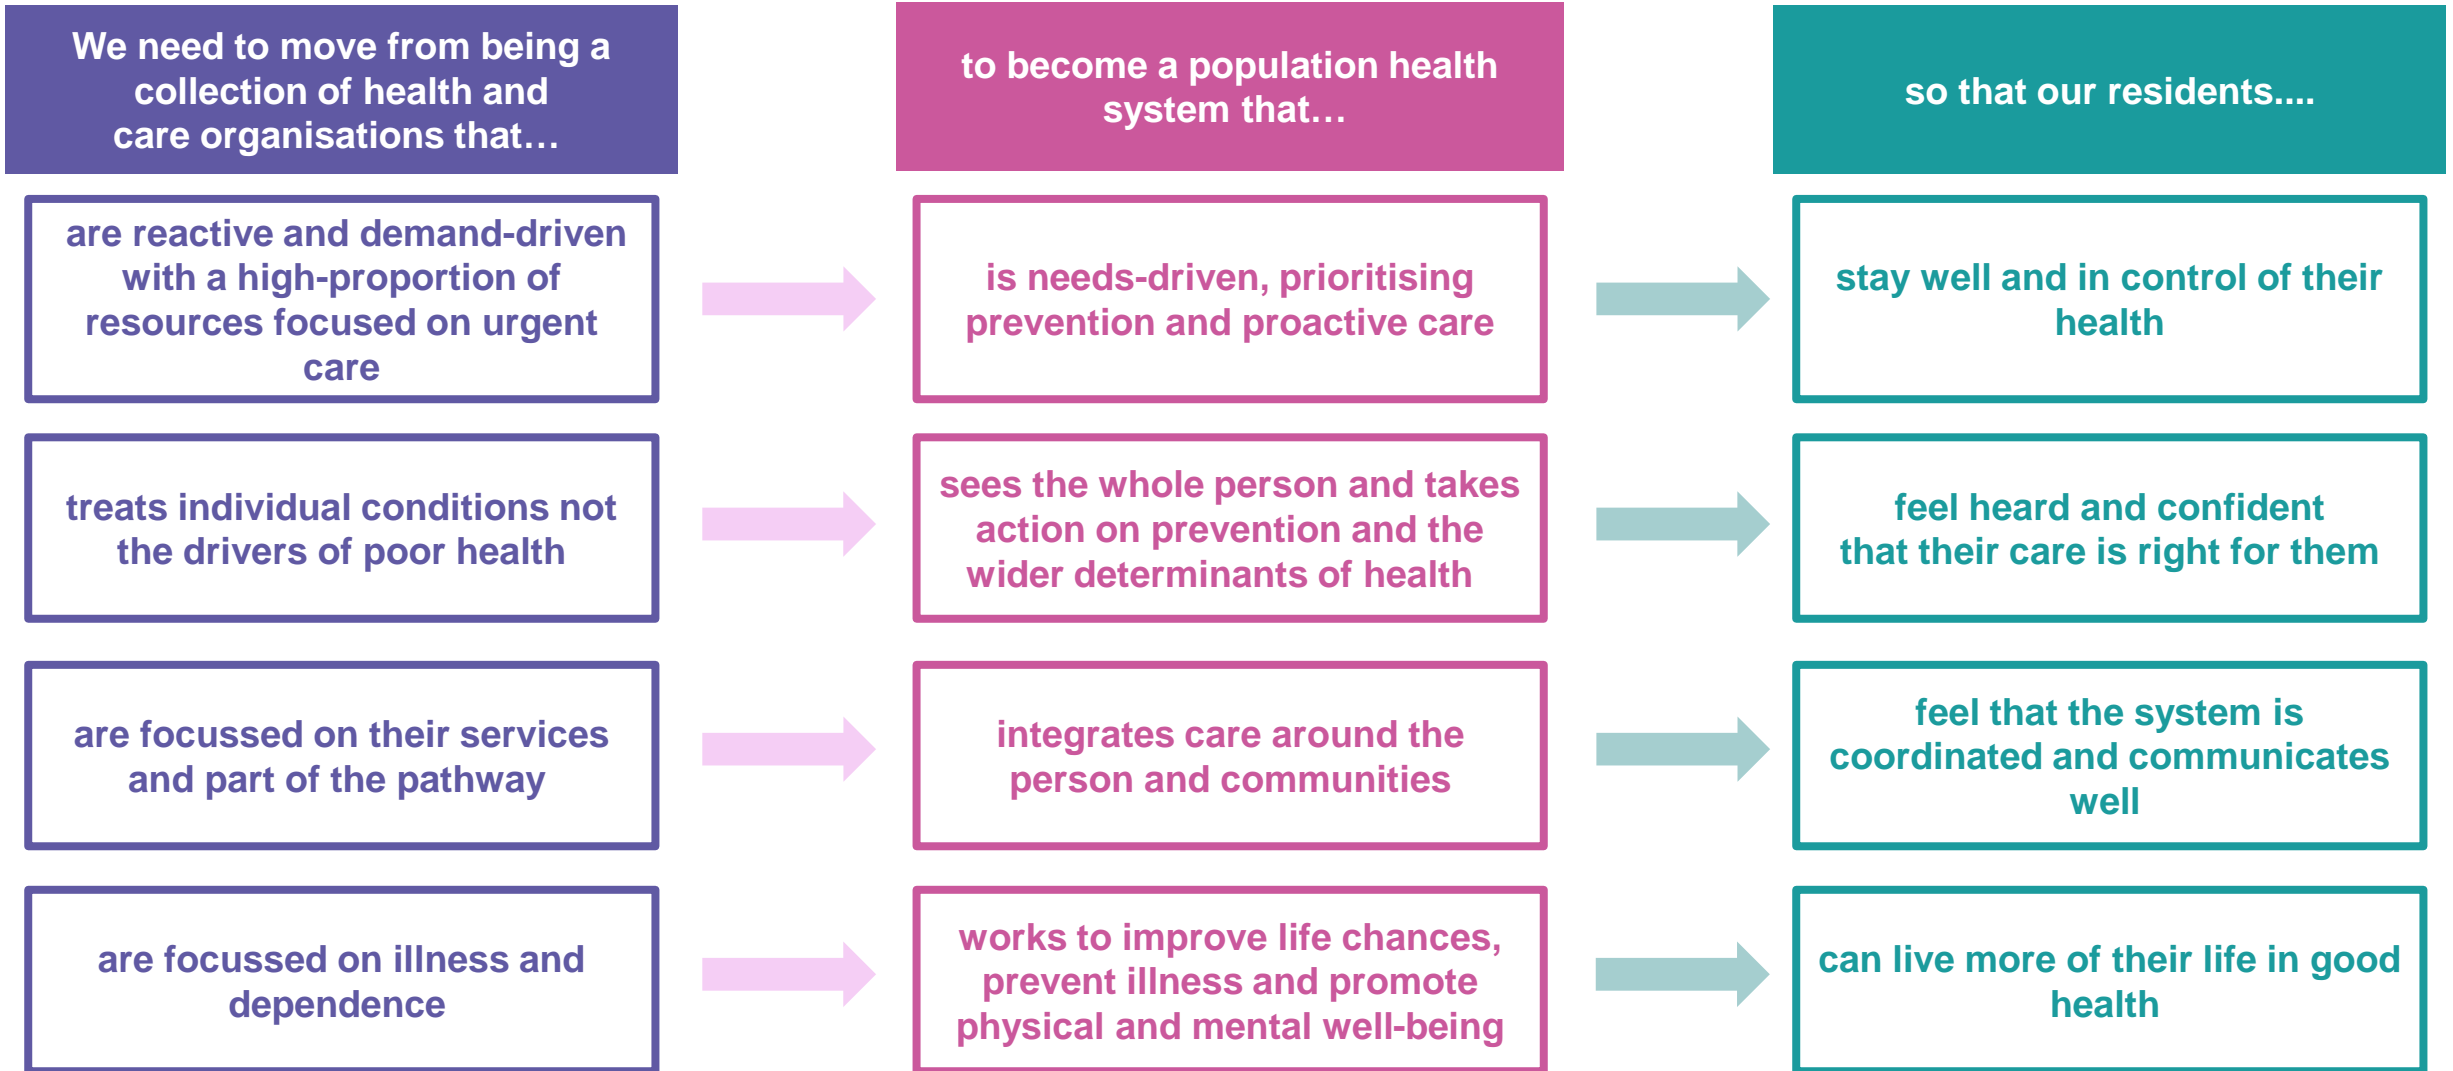 We need to move from being a
collection of health and
care organisations that…
to become a population health
system that…
so that our residents....
are reactive and demand-driven
with a high-proportion of
resources focused on urgent
care
is needs-driven, prioritising
prevention and proactive care
stay well and in control of their
health
treats individual conditions not
the drivers of poor health
sees the whole person and takes
action on prevention and the
wider determinants of health
feel heard and confident
that their care is right for them
are focussed on their services
and part of the pathway
integrates care around the
person and communities
feel that the system is
coordinated and communicates
well
are focussed on illness and
dependence
works to improve life chances,
prevent illness and promote
physical and mental well-being
can live more of their life in good
health